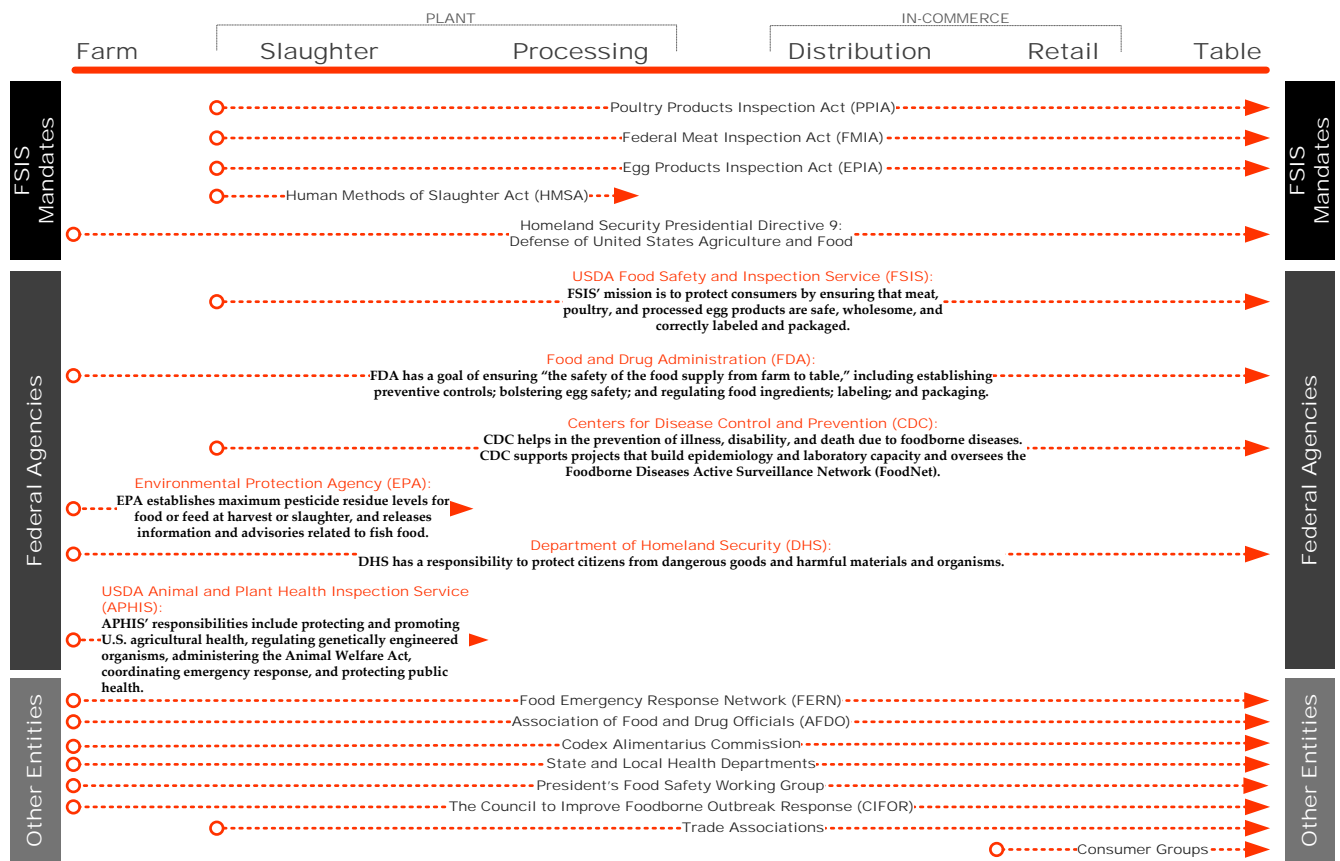 PLANT
IN-COMMERCE
Farm
Slaughter
Processing
Distribution
Retail
Table
FSIS
Mandates
Poultry Products Inspection Act (PPIA)
Federal Meat Inspection Act (FMIA)
Egg Products Inspection Act (EPIA)
Human Methods of Slaughter Act (HMSA)
Homeland Security Presidential Directive 9:
Defense of United States Agriculture and Food
FSIS
Mandates
Federal Agencies
USDA Food Safety and Inspection Service (FSIS):
FSIS’ mission is to protect consumers by ensuring that meat,
poultry, and processed egg products are safe, wholesome, and
correctly labeled and packaged.
Food and Drug Administration (FDA):
FDA has a goal of ensuring “the safety of the food supply from farm to table,” including establishing
preventive controls; bolstering egg safety; and regulating food ingredients; labeling; and packaging.
Centers for Disease Control and Prevention (CDC):
CDC helps in the prevention of illness, disability, and death due to foodborne diseases.
CDC supports projects that build epidemiology and laboratory capacity and oversees the
Foodborne Diseases Active Surveillance Network (FoodNet).
Environmental Protection Agency (EPA):
EPA establishes maximum pesticide residue levels for
food or feed at harvest or slaughter, and releases
information and advisories related to fish food.
Department of Homeland Security (DHS):
DHS has a responsibility to protect citizens from dangerous goods and harmful materials and organisms.
USDA Animal and Plant Health Inspection Service
(APHIS):
APHIS’ responsibilities include protecting and promoting
U.S. agricultural health, regulating genetically engineered
organisms, administering the Animal Welfare Act,
coordinating emergency response, and protecting public
health.
Federal Agencies
Other Entities
Food Emergency Response Network (FERN)
Association of Food and Drug Officials (AFDO)
Codex Alimentarius Commission
State and Local Health Departments
President’s Food Safety Working Group
The Council to Improve Foodborne Outbreak Response (CIFOR)
Trade Associations
Consumer Groups
Other Entities